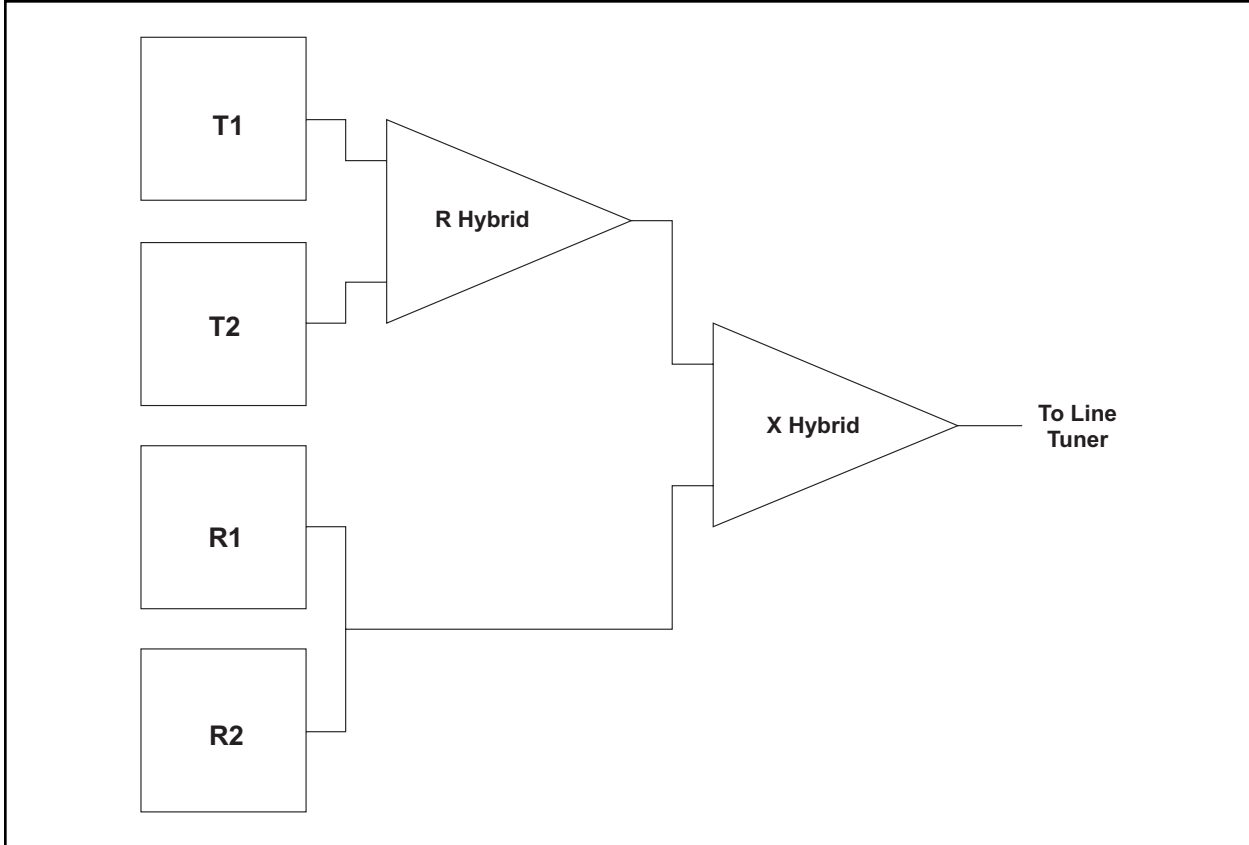 T1
R Hybrid
T2
X Hybrid
To Line
Tuner
R1
R2